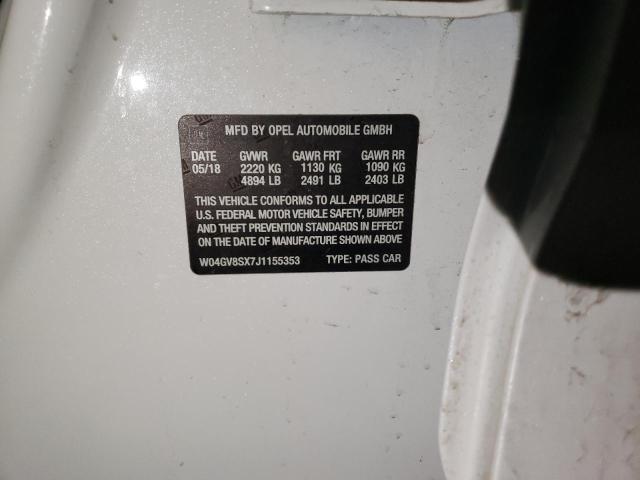 MFD BY OPEL AUTOMOBILE GMBH
DATE GVWR GAWR FRT GAWR RR
05/18 2220 KG 1130 KG 1090 KG
4894 LB 2491 LB 2403 LB
THIS VEHICLE CONFORMS TO ALL APPLICABLE
U.S. FEDERAL MOTOR VEHICLE SAFETY, BUMPER
AND THEFT PREVENTION STANDARDS IN EFFECT
ON THE DATE OF MANUFACTURE SHOWN ABOVE
W04GV8SX7J1155353 TYPE: PASS CAR